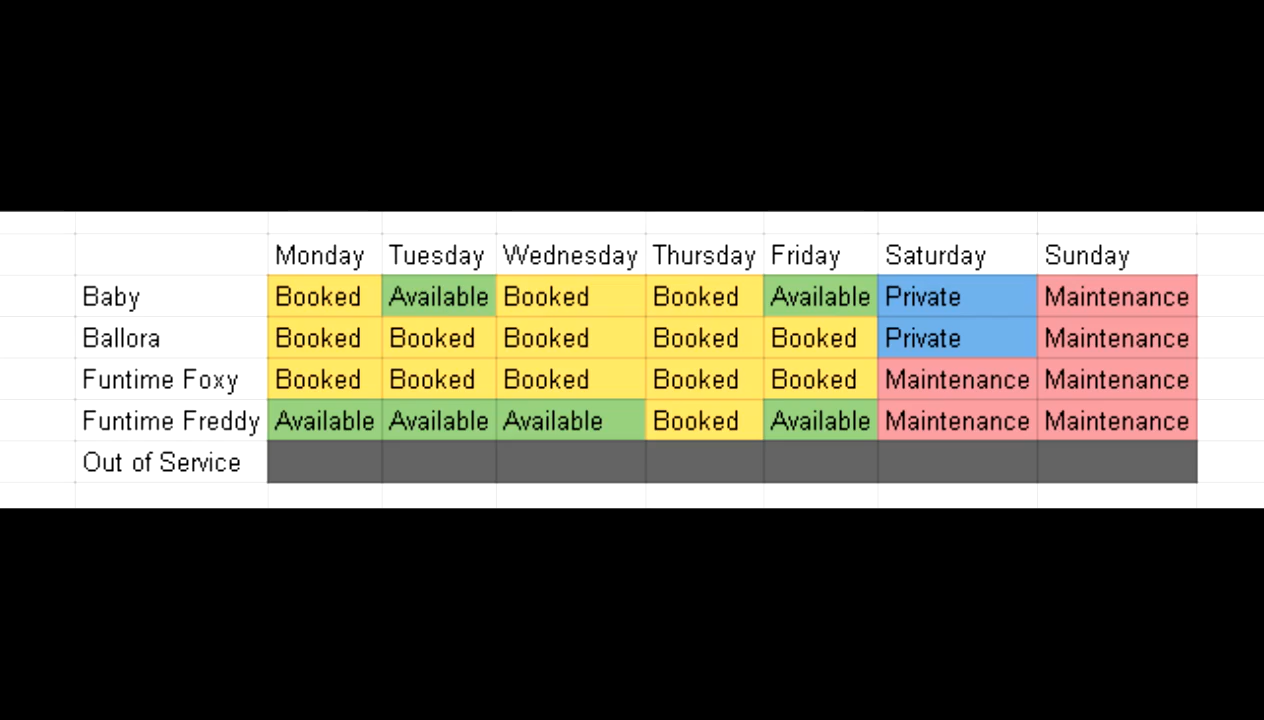 Monday Tuesday Wednesday Thursday Friday Saturday Sunday
Baby Booked Available Booked Booked Available Private Maintenance
Ballora Booked Booked Booked Booked Booked Private Maintenance
Funtime Foxy Booked Booked Booked Booked Booked Maintenance Maintenance
Funtime Freddy Available Available Available Booked Available Maintenance Maintenance
Out of Service